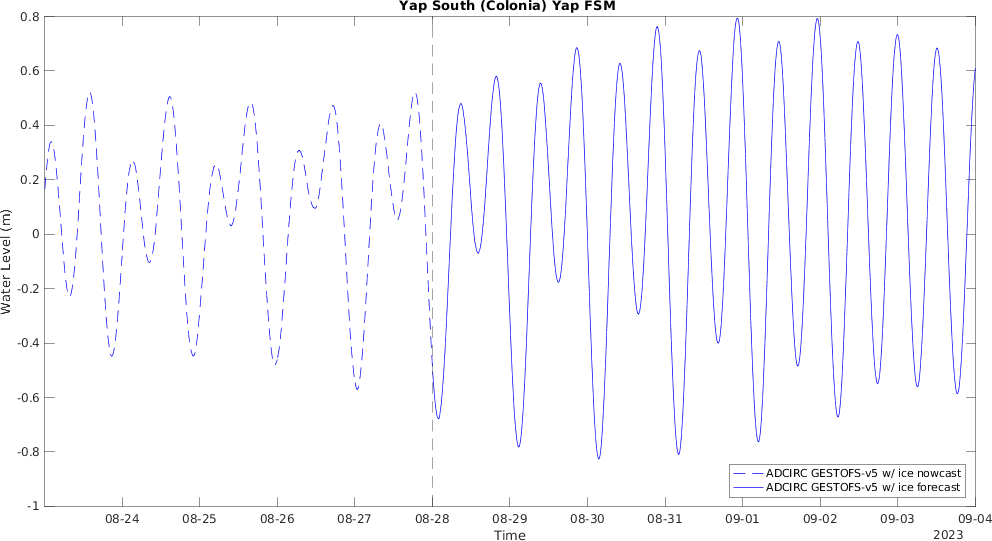 Yap South (Colonia) Yap FSM
Water Level (m)
0.8
0.6
0.4
0.2
0
-0.2
-0.4
-0.6
-0.8
-1
ADCIRC GESTOFS-v5 w/ ice nowcast
ADCIRC GESTOFS-v5 w/ ice forecast
08-24 08-25 08-26 08-27 08-28 08-29 08-30 08-31 09-01 09-02 09-03 09-04
Time
2023